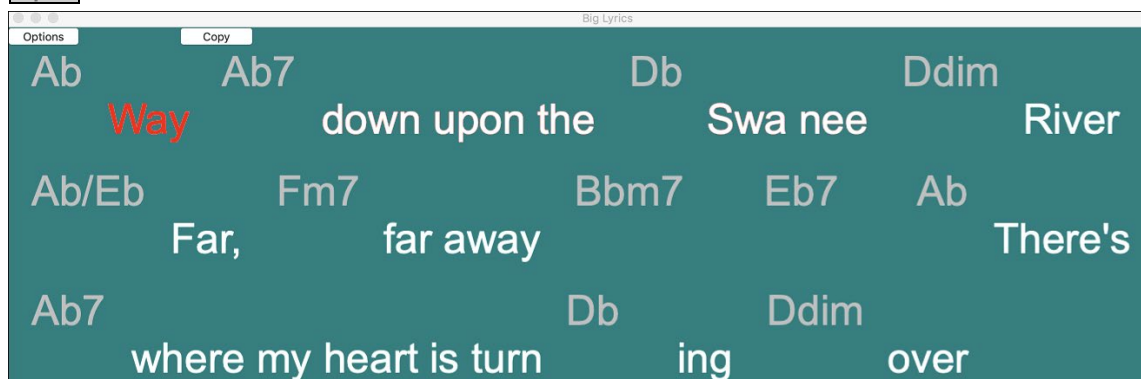 Big Lyrics
Options Copy
Ab Ab7 Db Ddim
Way down upon the Swa nee River
Ab/Eb Fm7 Bbm7 Eb7 Ab
Far, far away There's
Ab7 Db Ddim
where my heart is turn ing over